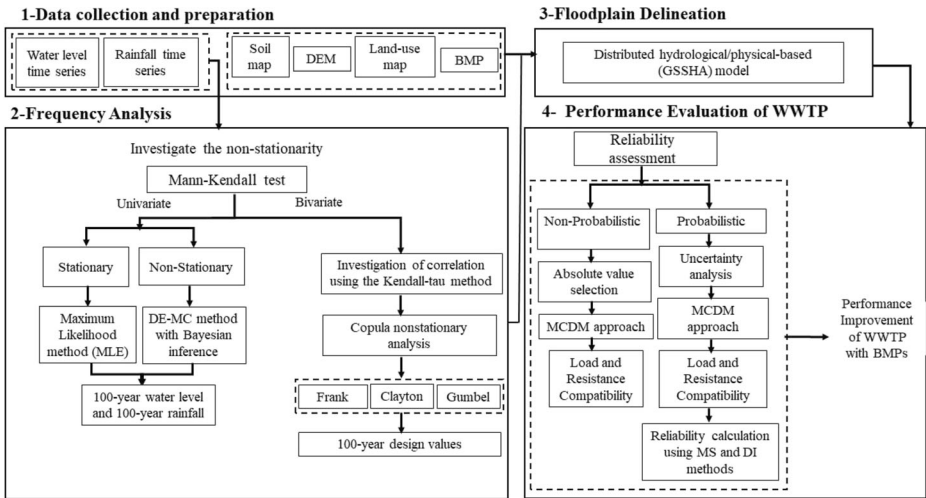 1-Data collection and preparation
Water level
time series
Rainfall time
series
Soil
map
DEM
Land-use
map
BMP
2-Frequency Analysis
Investigate the non-stationarity
Mann-Kendall test
Univariate
Bivariate
Stationary
Non-Stationary
Maximum
Likelihood
method (MLE)
DE-MC method
with Bayesian
inference
100-year water level
and 100-year rainfall
Investigation of correlation
using the Kendall-tau method
Copula nonstationary
analysis
Frank
Clayton
Gumbel
100-year design values
3-Floodplain Delineation
Distributed hydrological/physical-based
(GSSHA) model
4- Performance Evaluation of WWTP
Reliability
assessment
Non-Probabilistic
Absolute value
selection
MCDM approach
Load and
Resistance
Compatibility
Probabilistic
Uncertainty
analysis
MCDM
approach
Load and
Resistance
Compatibility
Reliability calculation
using MS and DI
methods
Performance
Improvement
of WWTP
with BMPs